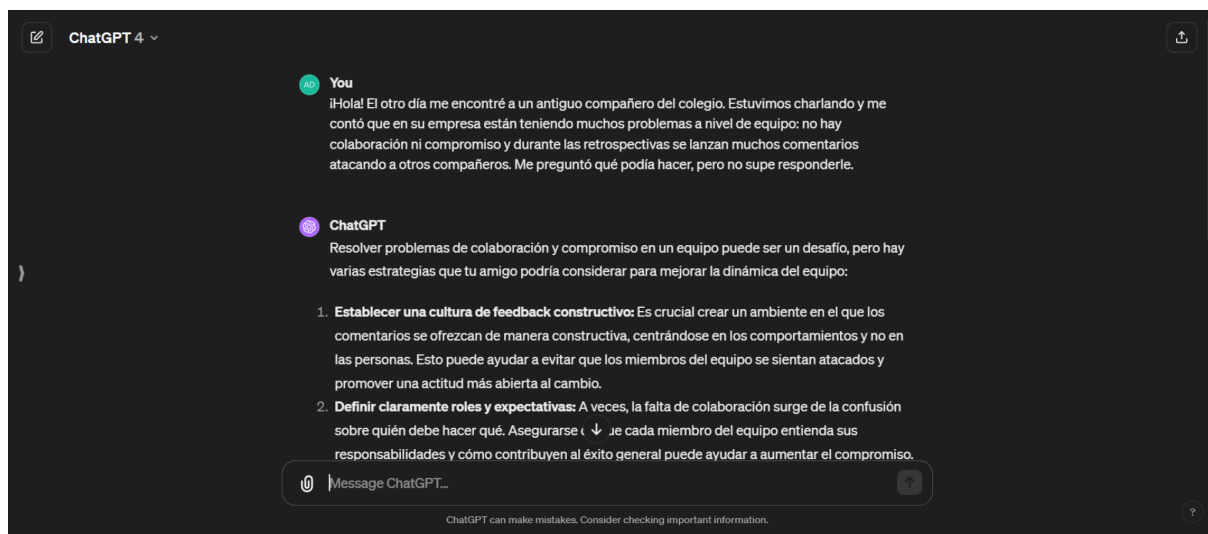 ChatGPT 4
AD
You
¡Hola! El otro día me encontré a un antiguo compañero del colegio. Estuvimos charlando y me
contó que en su empresa están teniendo muchos problemas a nivel de equipo: no hay
colaboración ni compromiso y durante las retrospectivas se lanzan muchos comentarios
atacando a otros compañeros. Me preguntó qué podía hacer, pero no supe responderle.
ChatGPT
Resolver problemas de colaboración y compromiso en un equipo puede ser un desafío, pero hay
varias estrategias que tu amigo podría considerar para mejorar la dinámica del equipo:
1. Establecer una cultura de feedback constructivo: Es crucial crear un ambiente en el que los
comentarios se ofrezcan de manera constructiva, centrándose en los comportamientos y no en
las personas. Esto puede ayudar a evitar que los miembros del equipo se sientan atacados y
promover una actitud más abierta al cambio.
2. Definir claramente roles y expectativas: A veces, la falta de colaboración surge de la confusión
sobre quién debe hacer qué. Asegurarse cada miembro del equipo entienda sus
responsabilidades y cómo contribuyen al éxito general puede ayudar a aumentar el compromiso.
Message ChatGPT...
ChatGPT can make mistakes. Consider checking important information.
?